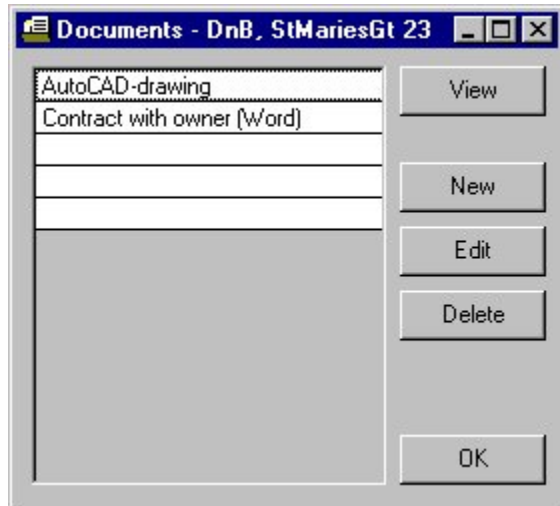 Documents - DnB, StMariesGt 23
AutoCAD-drawing
Contract with owner (Word)
View
New
Edit
Delete
OK